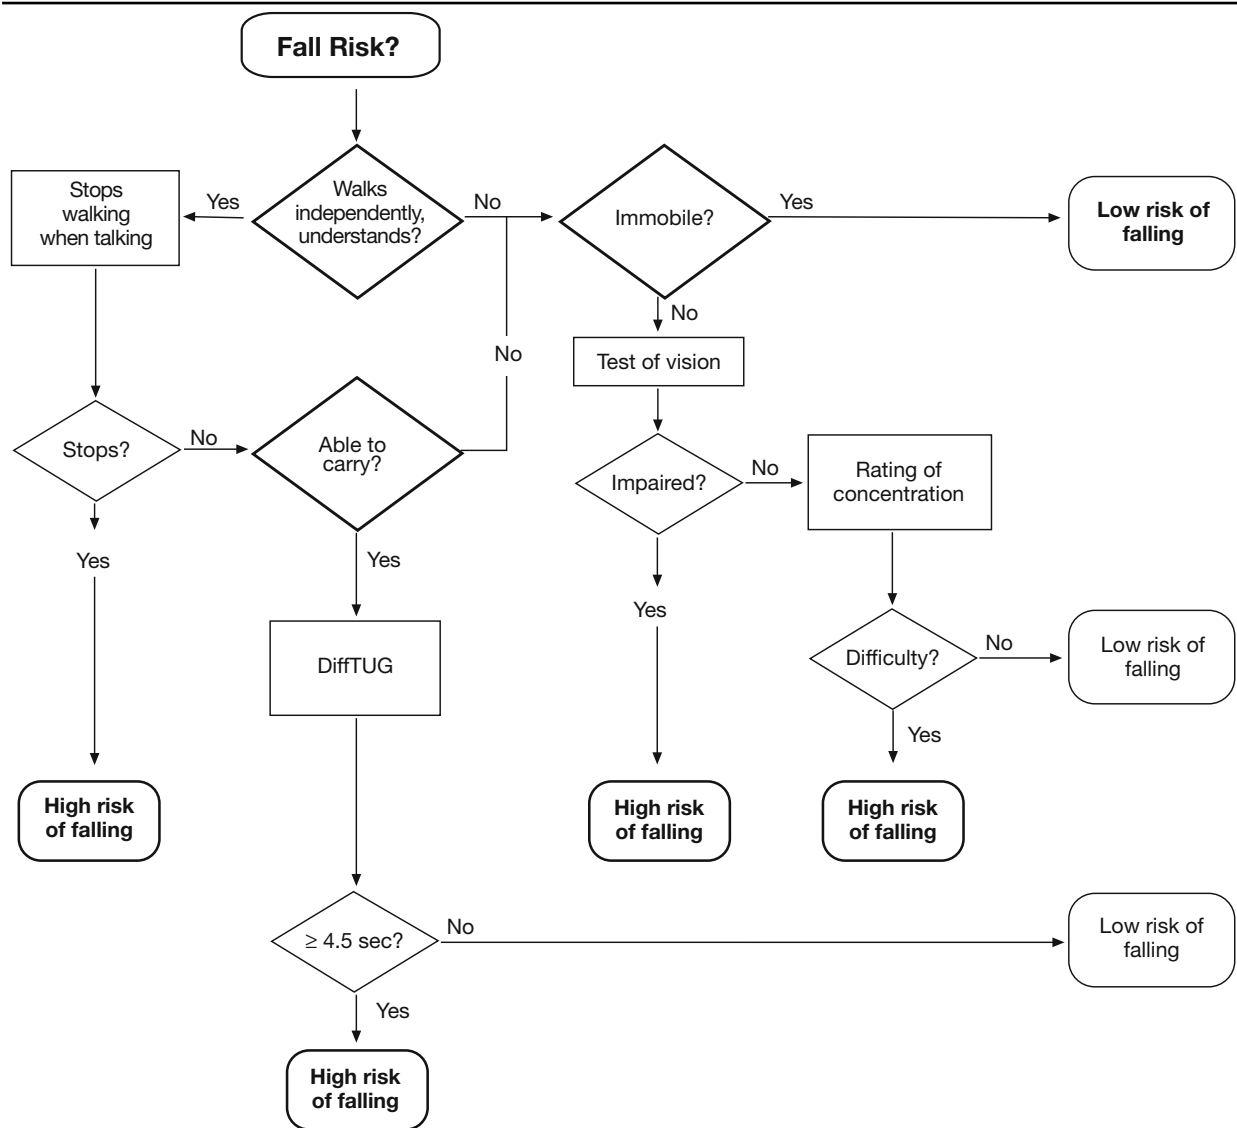 Fall Risk?
Walks
independently,
understands?
Yes
No
Stops
walking
when talking
Immobile?
Yes
Low risk of
falling
No
Test of vision
No
Stops?
No
Able to
carry?
Impaired?
No
Rating of
concentration
Yes
Yes
Yes
DiffTUG
Difficulty?
No
Low risk of
falling
Yes
High risk
of falling
High risk
of falling
High risk
of falling
≥ 4.5 sec?
No
Low risk of
falling
Yes
High risk
of falling